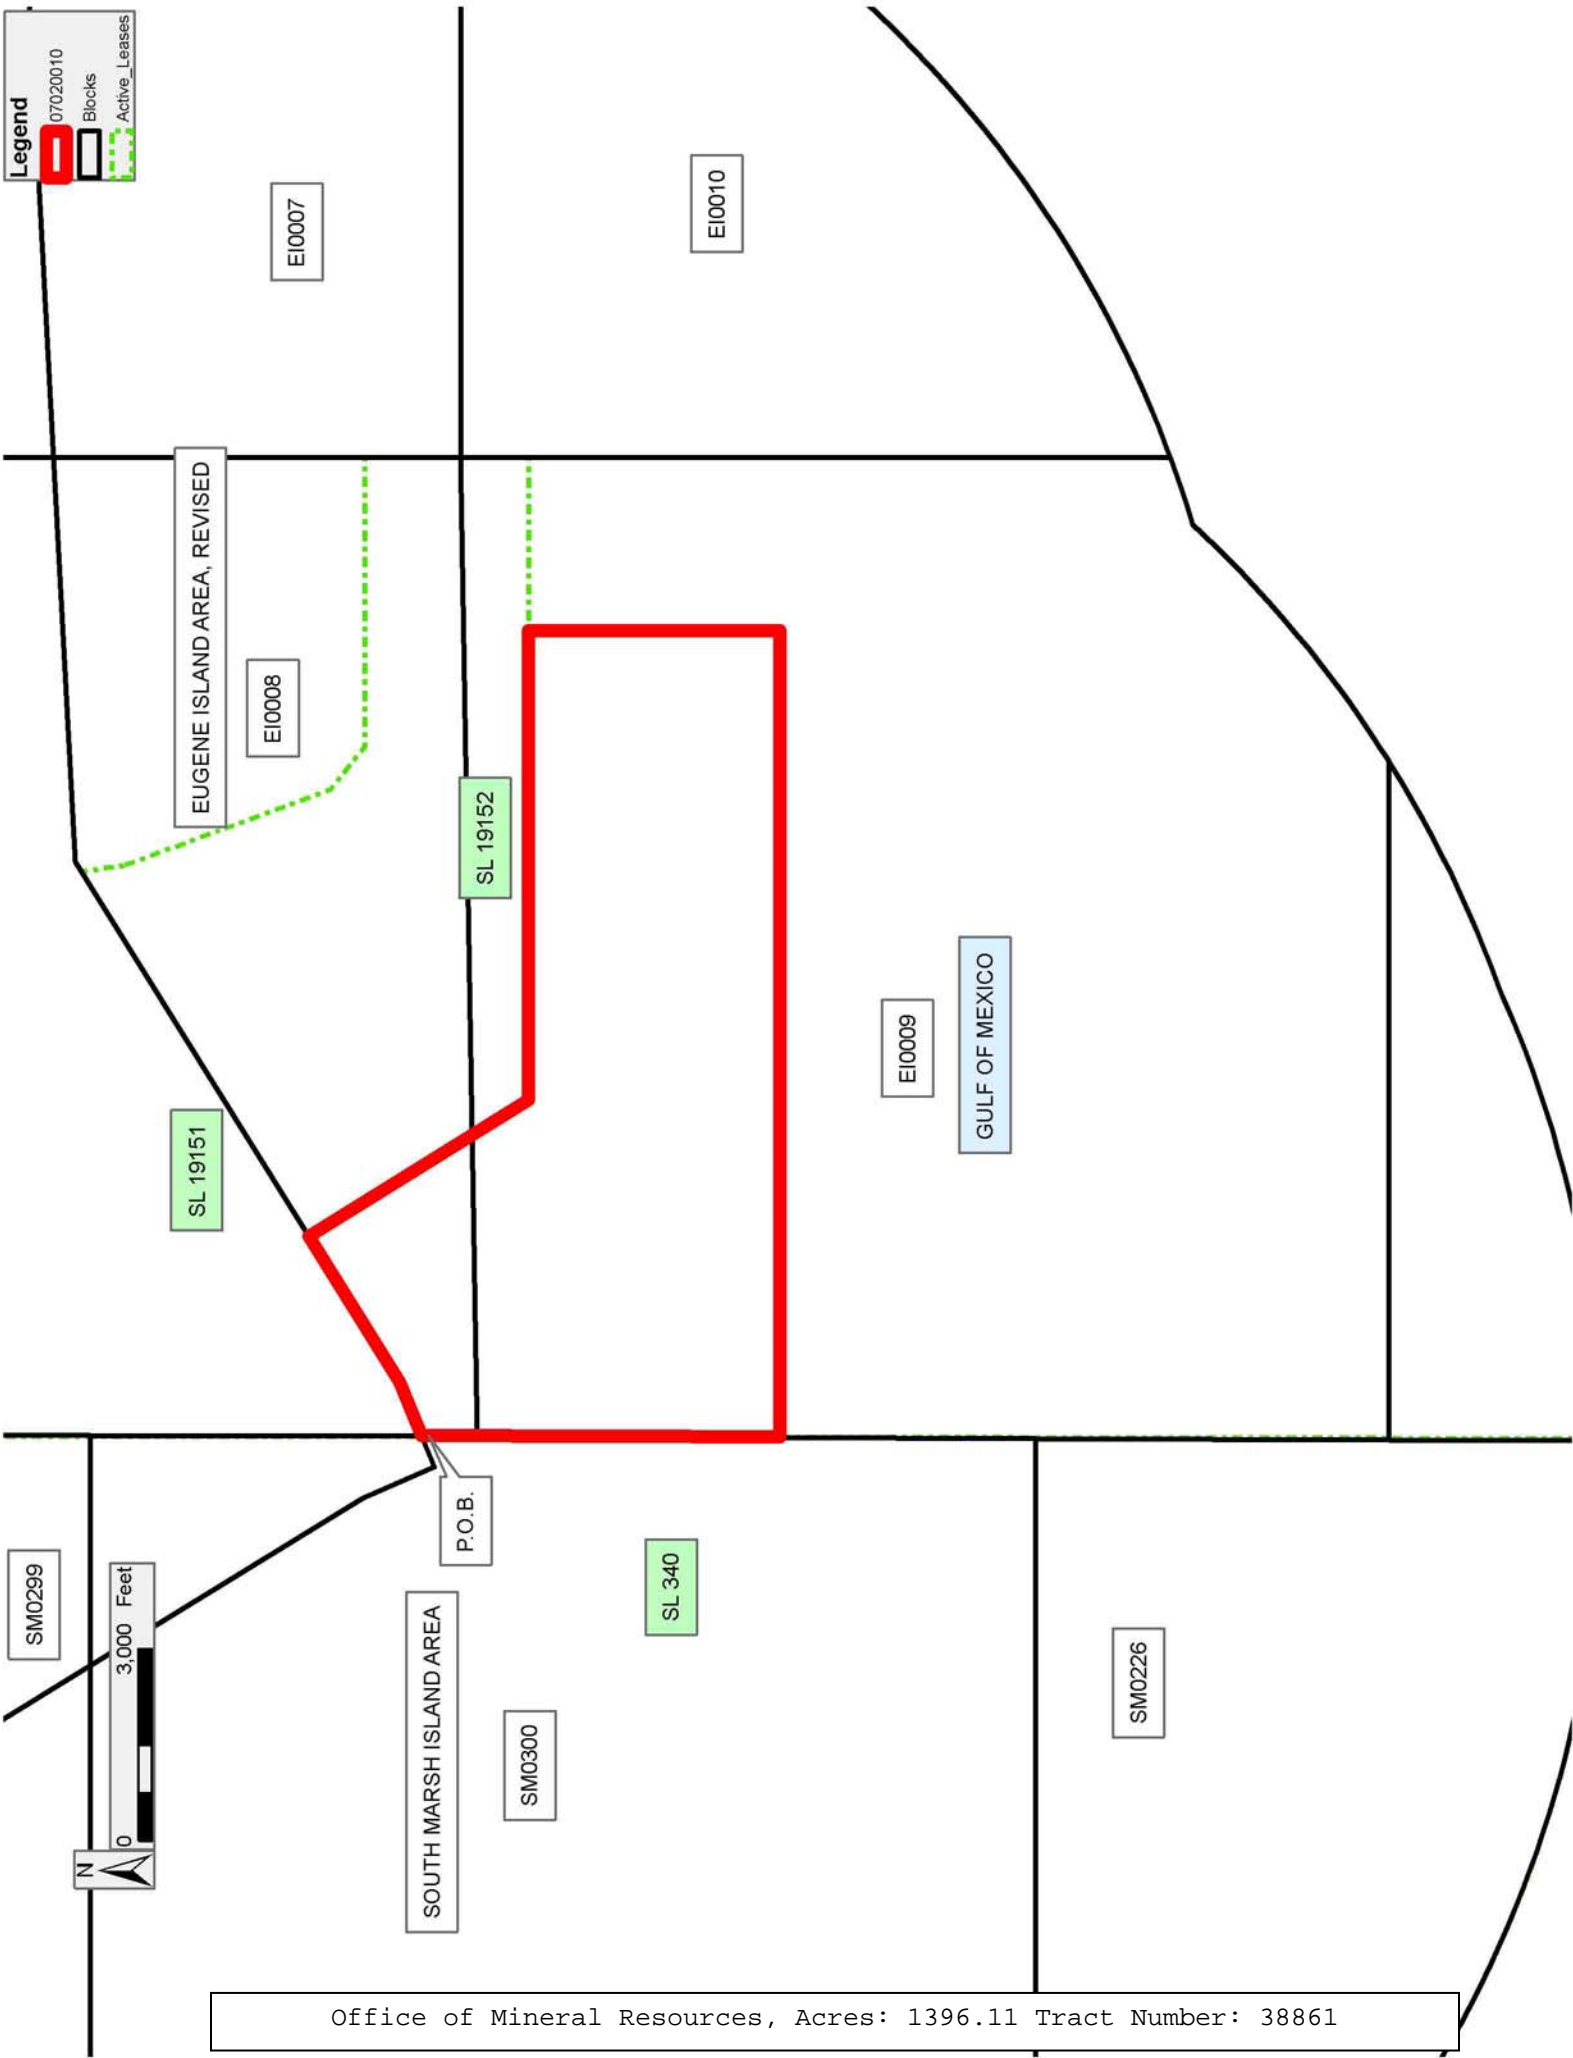 Legend
07020010
Blocks
Active_Leases
EI0007
EI0010
EUGENE ISLAND AREA, REVISED
EI0008
SL 19152
SL 19151
EI0009
GULF OF MEXICO
P.O.B.
SM0299
0 3,000 Feet
N
SL 340
SOUTH MARSH ISLAND AREA
SM0300
SM0226
Office of Mineral Resources, Acres: 1396.11 Tract Number: 38861